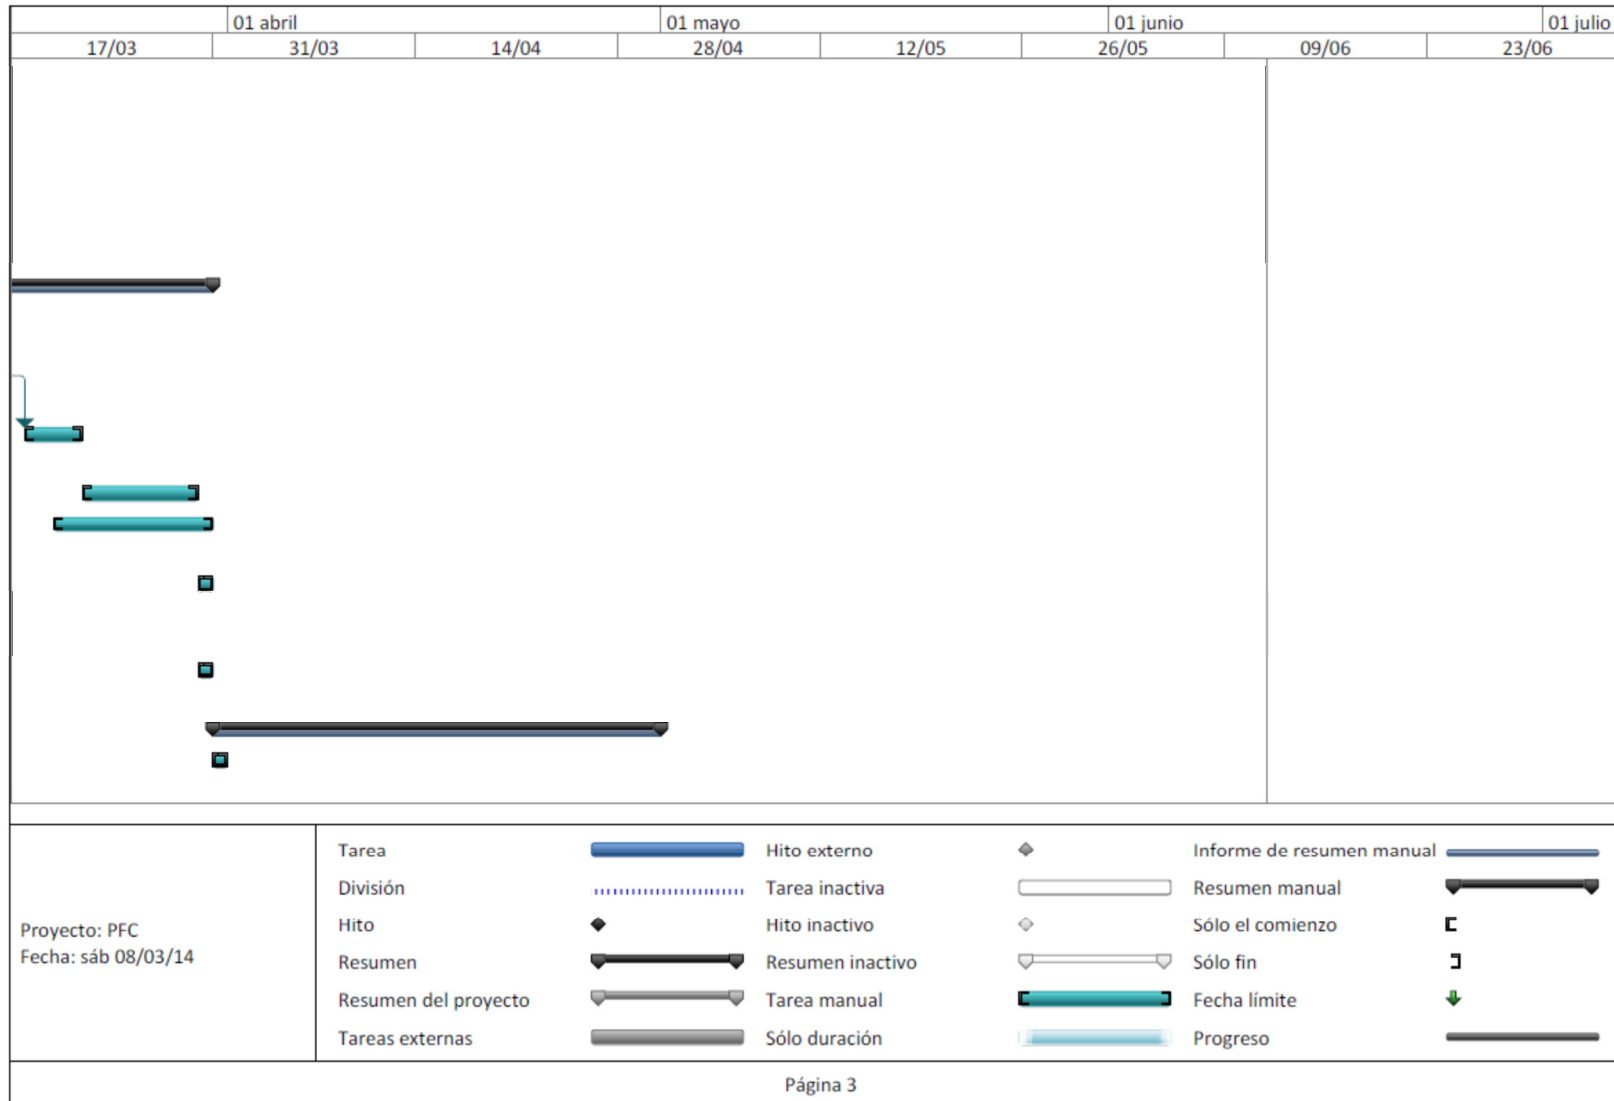 01 abril 01 mayo 01 junio 01 julio
17/03 31/03 14/04 28/04 12/05 26/05 09/06 23/06
Proyecto: PFC
Fecha: sáb 08/03/14
Tarea
División
Hito
Resumen
Resumen del proyecto
Tareas externas
Hito externo
Tarea inactiva
Hito inactivo
Resumen inactivo
Tarea manual
Sólo duración
Informe de resumen manual
Resumen manual
Sólo el comienzo
Sólo fin
Fecha límite
Progreso
Página 3